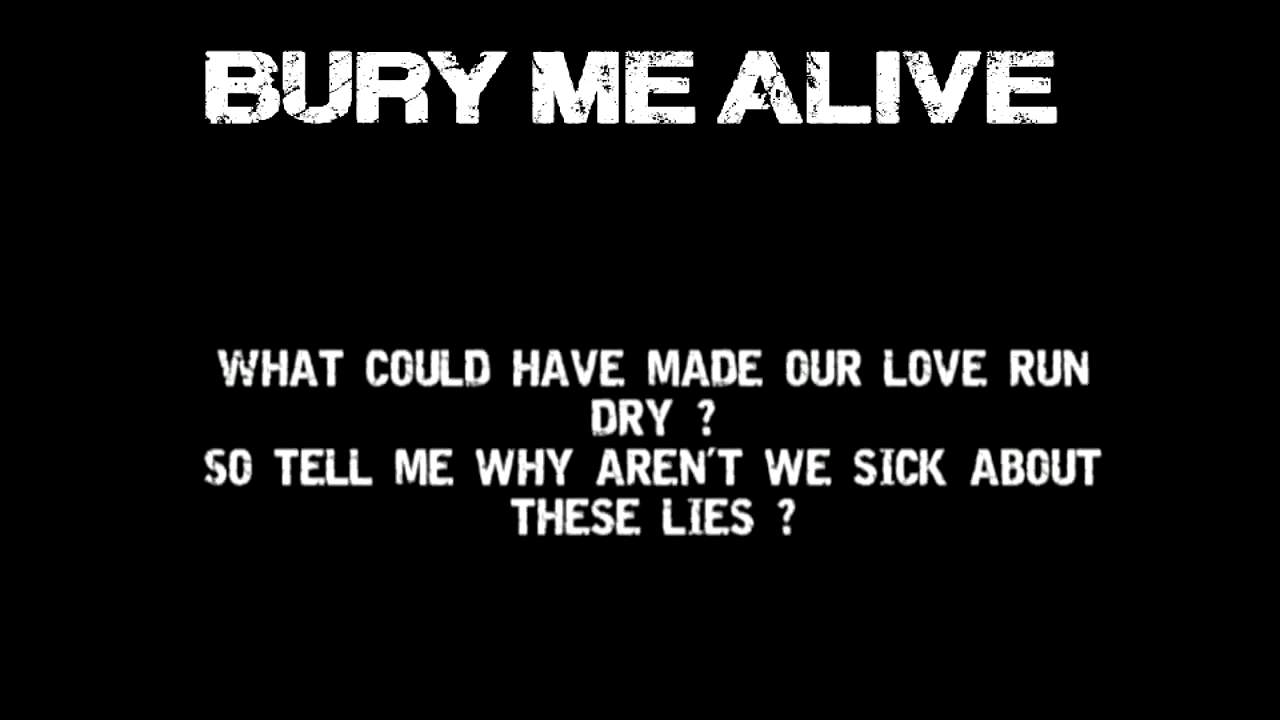 BURY ME ALIVE
WHAT COULD HAVE MADE OUR LOVE RUN
DRY ?
SO TELL ME WHY AREN'T WE SICK ABOUT
THESE LIES ?